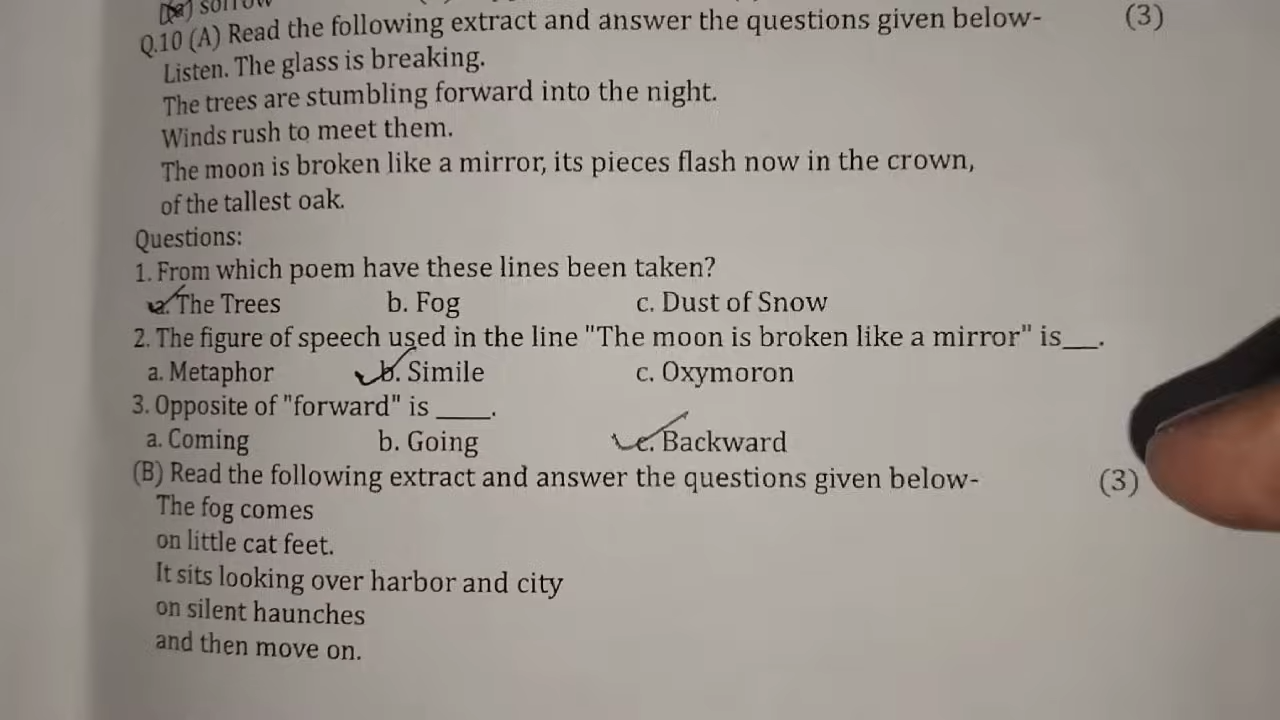 sorrow
Q.10 (A) Read the following extract and answer the questions given below- (3)
Listen. The glass is breaking.
The trees are stumbling forward into the night.
Winds rush to meet them.
The moon is broken like a mirror, its pieces flash now in the crown,
of the tallest oak.
Questions:
1. From which poem have these lines been taken?
a. The Trees b. Fog c. Dust of Snow
2. The figure of speech used in the line "The moon is broken like a mirror" is__.
a. Metaphor b. Simile c. Oxymoron
3. Opposite of "forward" is ____.
a. Coming b. Going c. Backward
(B) Read the following extract and answer the questions given below- (3)
The fog comes
on little cat feet.
It sits looking over harbor and city
on silent haunches
and then move on.